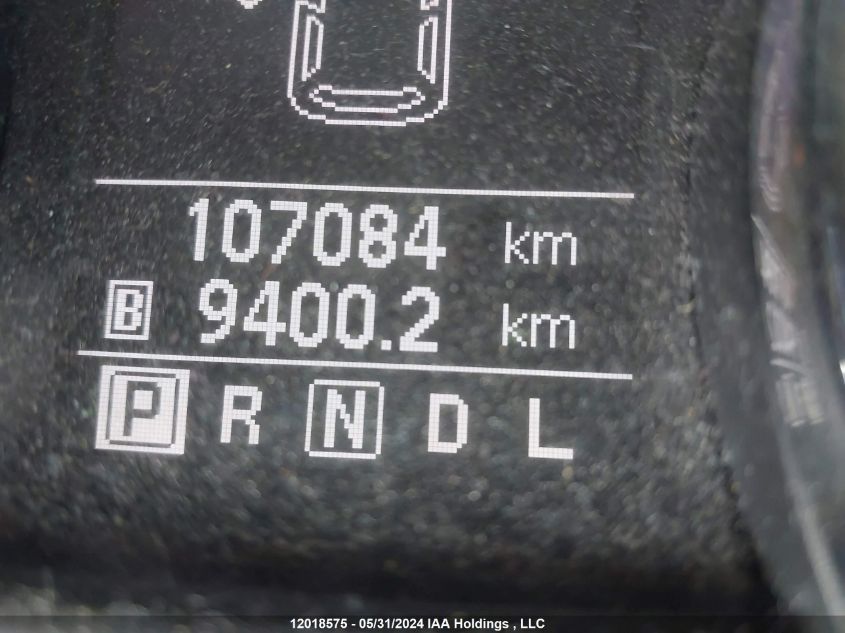 107084 km
B 9400.2 km
P R N D L
12018575 - 05/31/2024 IAA Holdings , LLC